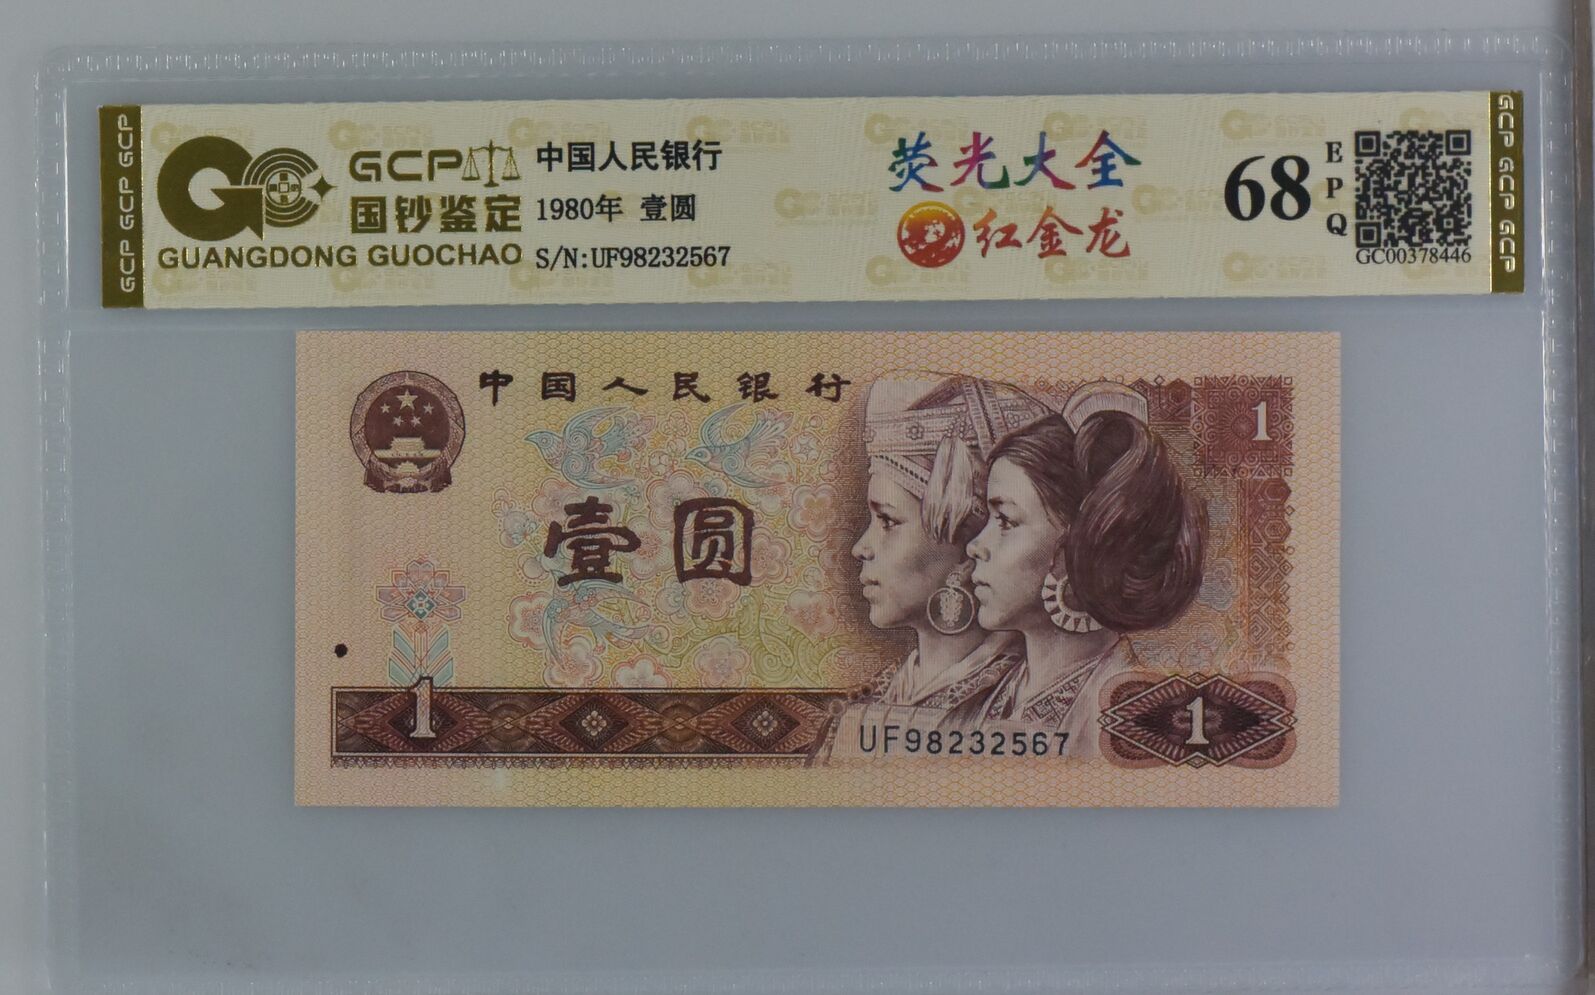 GCP GCP GCP
GC
GCP
国钞鉴定
GUANGDONG GUOCHAO
中国人民银行
1980年 壹圆
S/N:UF98232567
荧光大全
红金龙
68
EPQ
GC00378446
GCP GCP GCP
中国人民银行
1
壹圆
1
UF98232567
1